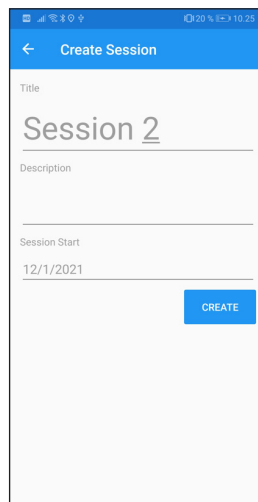 20 % 10.25
Create Session
Title
Session 2
Description
Session Start
12/1/2021
CREATE